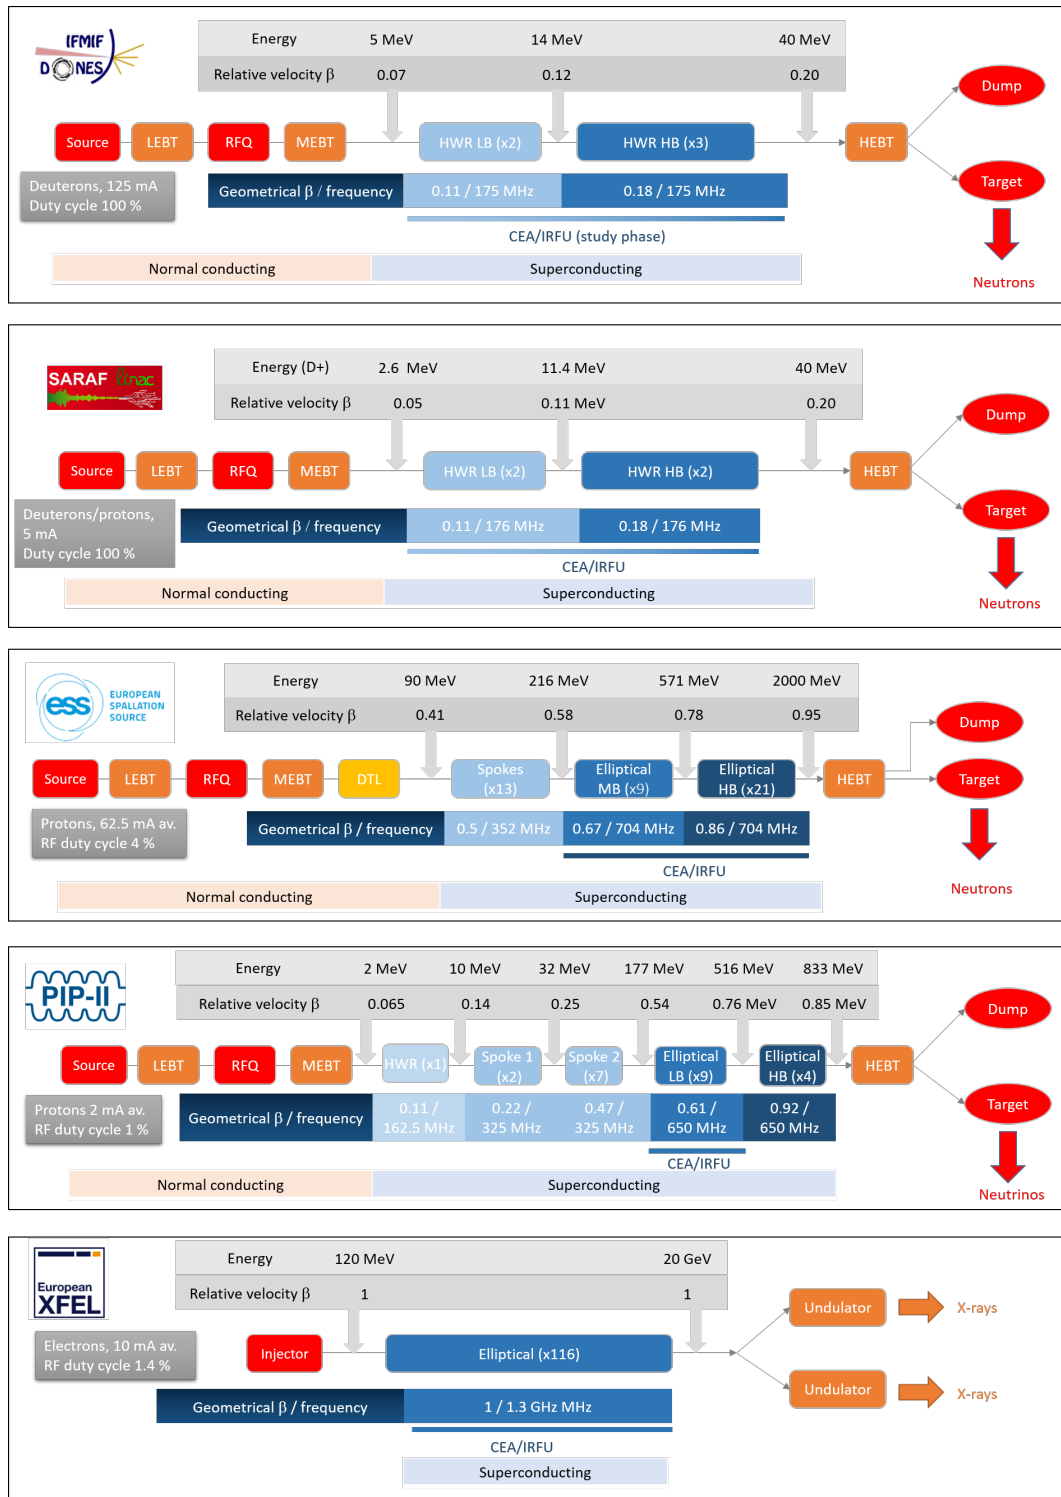 IFMIF
DONES
Energy 5 MeV 14 MeV 40 MeV
Relative velocity β 0.07 0.12 0.20
Dump
Source LEBT RFQ MEBT HWR LB (x2) HWR HB (x3) HEBT
Target
Deuterons, 125 mA
Duty cycle 100 %
Geometrical β / frequency 0.11 / 175 MHz 0.18 / 175 MHz
CEA/IRFU (study phase)
Normal conducting Superconducting
Neutrons
SARAF linac
Energy (D+) 2.6 MeV 11.4 MeV 40 MeV
Relative velocity β 0.05 0.11 MeV 0.20
Dump
Source LEBT RFQ MEBT HWR LB (x2) HWR HB (x2) HEBT
Target
Deuterons/protons,
5 mA
Duty cycle 100 %
Geometrical β / frequency 0.11 / 176 MHz 0.18 / 176 MHz
CEA/IRFU
Normal conducting Superconducting
Neutrons
ess
EUROPEAN
SPALLATION
SOURCE
Energy 90 MeV 216 MeV 571 MeV 2000 MeV
Relative velocity β 0.41 0.58 0.78 0.95
Dump
Source LEBT RFQ MEBT DTL Spokes (x13) Elliptical MB (x9) Elliptical HB (x21) HEBT Target
Protons, 62.5 mA av.
RF duty cycle 4 %
Geometrical β / frequency 0.5 / 352 MHz 0.67 / 704 MHz 0.86 / 704 MHz
CEA/IRFU
Normal conducting Superconducting
Neutrons
PIP-II
Energy 2 MeV 10 MeV 32 MeV 177 MeV 516 MeV 833 MeV
Relative velocity β 0.065 0.14 0.25 0.54 0.76 MeV 0.85 MeV
Dump
Source LEBT RFQ MEBT HWR (x1) Spoke 1 (x2) Spoke 2 (x7) Elliptical LB (x9) Elliptical HB (x4) HEBT
Target
Protons 2 mA av.
RF duty cycle 1 %
Geometrical β / frequency 0.11 / 162.5 MHz 0.22 / 325 MHz 0.47 / 325 MHz 0.61 / 650 MHz 0.92 / 650 MHz
CEA/IRFU
Normal conducting Superconducting
Neutrinos
European
XFEL
Energy 120 MeV 20 GeV
Relative velocity β 1 1
Undulator X-rays
Electrons, 10 mA av.
RF duty cycle 1.4 %
Injector Elliptical (x116)
Undulator X-rays
Geometrical β / frequency 1 / 1.3 GHz MHz
CEA/IRFU
Superconducting